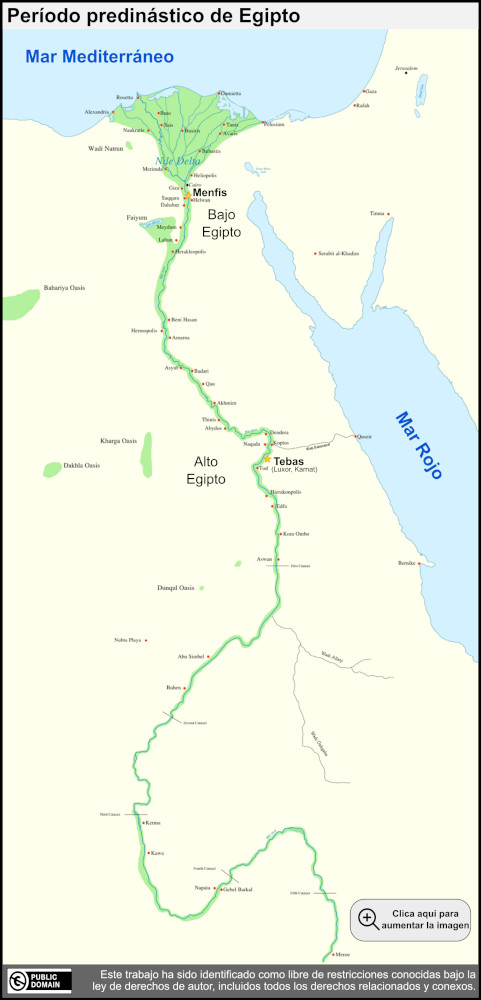 Período predinástico de Egipto
Mar Mediterráneo
Jerusalem
Damietta
Rosetta
Gaza
Rafah
Alexandria
Buto
Sais
Tanis
Pelusium
Naukratis
Busiris
Avaris
Wadi Natrun
Bubastis
Nile Delta
Merimda
Heliopolis
Giza
Cairo
Menfis
Saqqara
Helwan
Dahshur
Bajo
Egipto
Faiyum
Timna
Meydum
Lahun
Serabit al-Khadim
Herakleopolis
Bahariya Oasis
Beni Hasan
Hermopolis
Amarna
Asyut
Badari
Qau
Akhmim
Thinis
Abydos
Mar Rojo
Dendera
Naqada
Koptos
Quseir
Wadi Hammamat
Kharga Oasis
Alto
Egipto
Tebas
(Luxor, Karnat)
Dakhla Oasis
Tod
Hierakonpolis
Edfu
Kom Ombo
Aswan
First Cataract
Berenike
Dunqul Oasis
Nabta Playa
Abu Simbel
Wadi Allaqi
Buhen
Second Cataract
Wadi Gabgaba
Third Cataract
Kerma
Kawa
Fourth Cataract
Napata
Gebel Barkal
Fifth Cataract
Meroe
Clica aquí para
aumentar la imagen
PUBLIC
DOMAIN
Este trabajo ha sido identificado como libre de restricciones conocidas bajo la
ley de derechos de autor, incluidos todos los derechos relacionados y conexos.